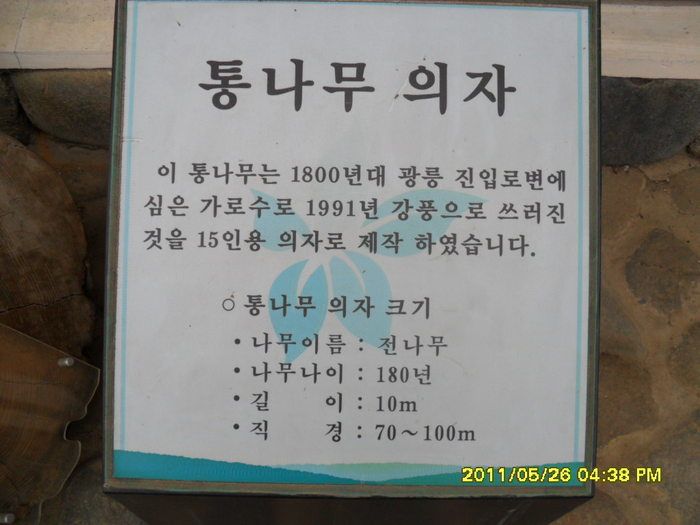 통나무 의자
이 통나무는 1800년대 광릉 진입로변에
심은 가로수로 1991년 강풍으로 쓰러진
것을 15인용 의자로 제작 하였습니다.
○ 통나무 의자 크기
• 나무이름 : 전나무
• 나무나이 : 180년
• 길 이 : 10m
• 직 경 : 70~100m
2011/05/26 04:38 PM